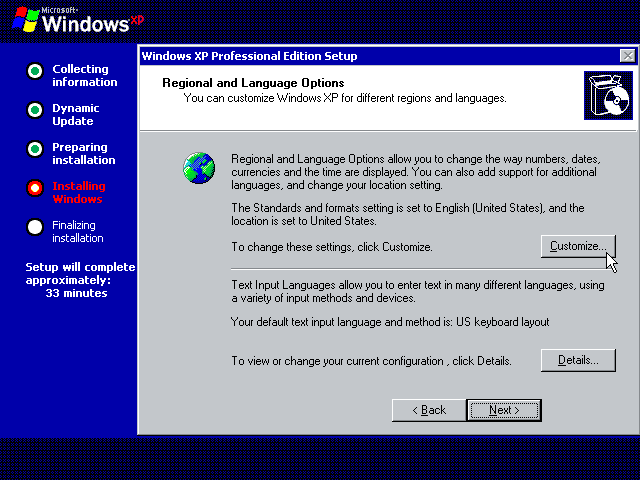 Microsoft
Windows xp
Collecting
information
Dynamic
Update
Preparing
installation
Installing
Windows
Finalizing
installation
Setup will complete
approximately:
33 minutes
Windows XP Professional Edition Setup
Regional and Language Options
You can customize Windows XP for different regions and languages.
Regional and Language Options allow you to change the way numbers, dates,
currencies and the time are displayed. You can also add support for additional
languages, and change your location setting.
The Standards and formats setting is set to English (United States), and the
location is set to United States.
To change these settings, click Customize.
Customize...
Text Input Languages allow you to enter text in many different languages, using
a variety of input methods and devices.
Your default text input language and method is: US keyboard layout
To view or change your current configuration , click Details.
Details...
< Back
Next >